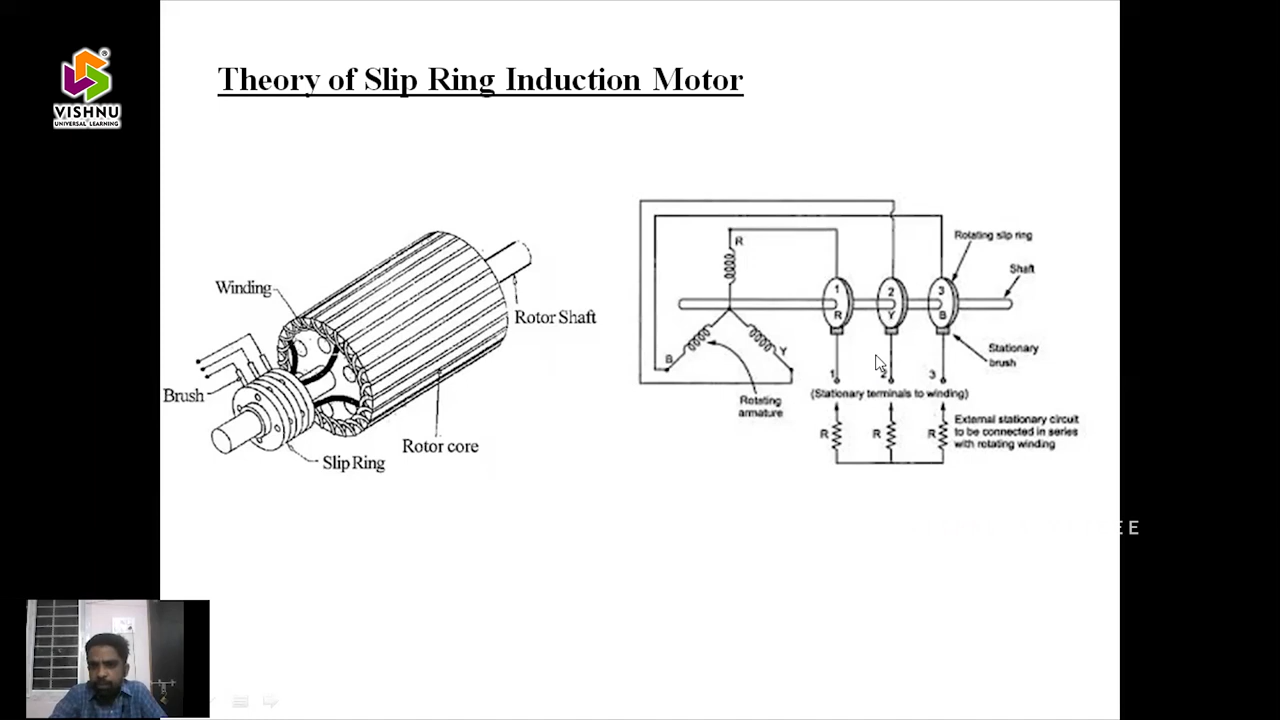 VISHNU
UNIVERSAL LEARNING
Theory of Slip Ring Induction Motor
Winding
Rotor Shaft
Brush
Rotor core
Slip Ring
R
B
Y
1
R
2
Y
3
B
Rotating slip ring
Shaft
Stationary
brush
Rotating
armature
1
2
3
(Stationary terminals to winding)
R
R
R
External stationary circuit
to be connected in series
with rotating winding
EE